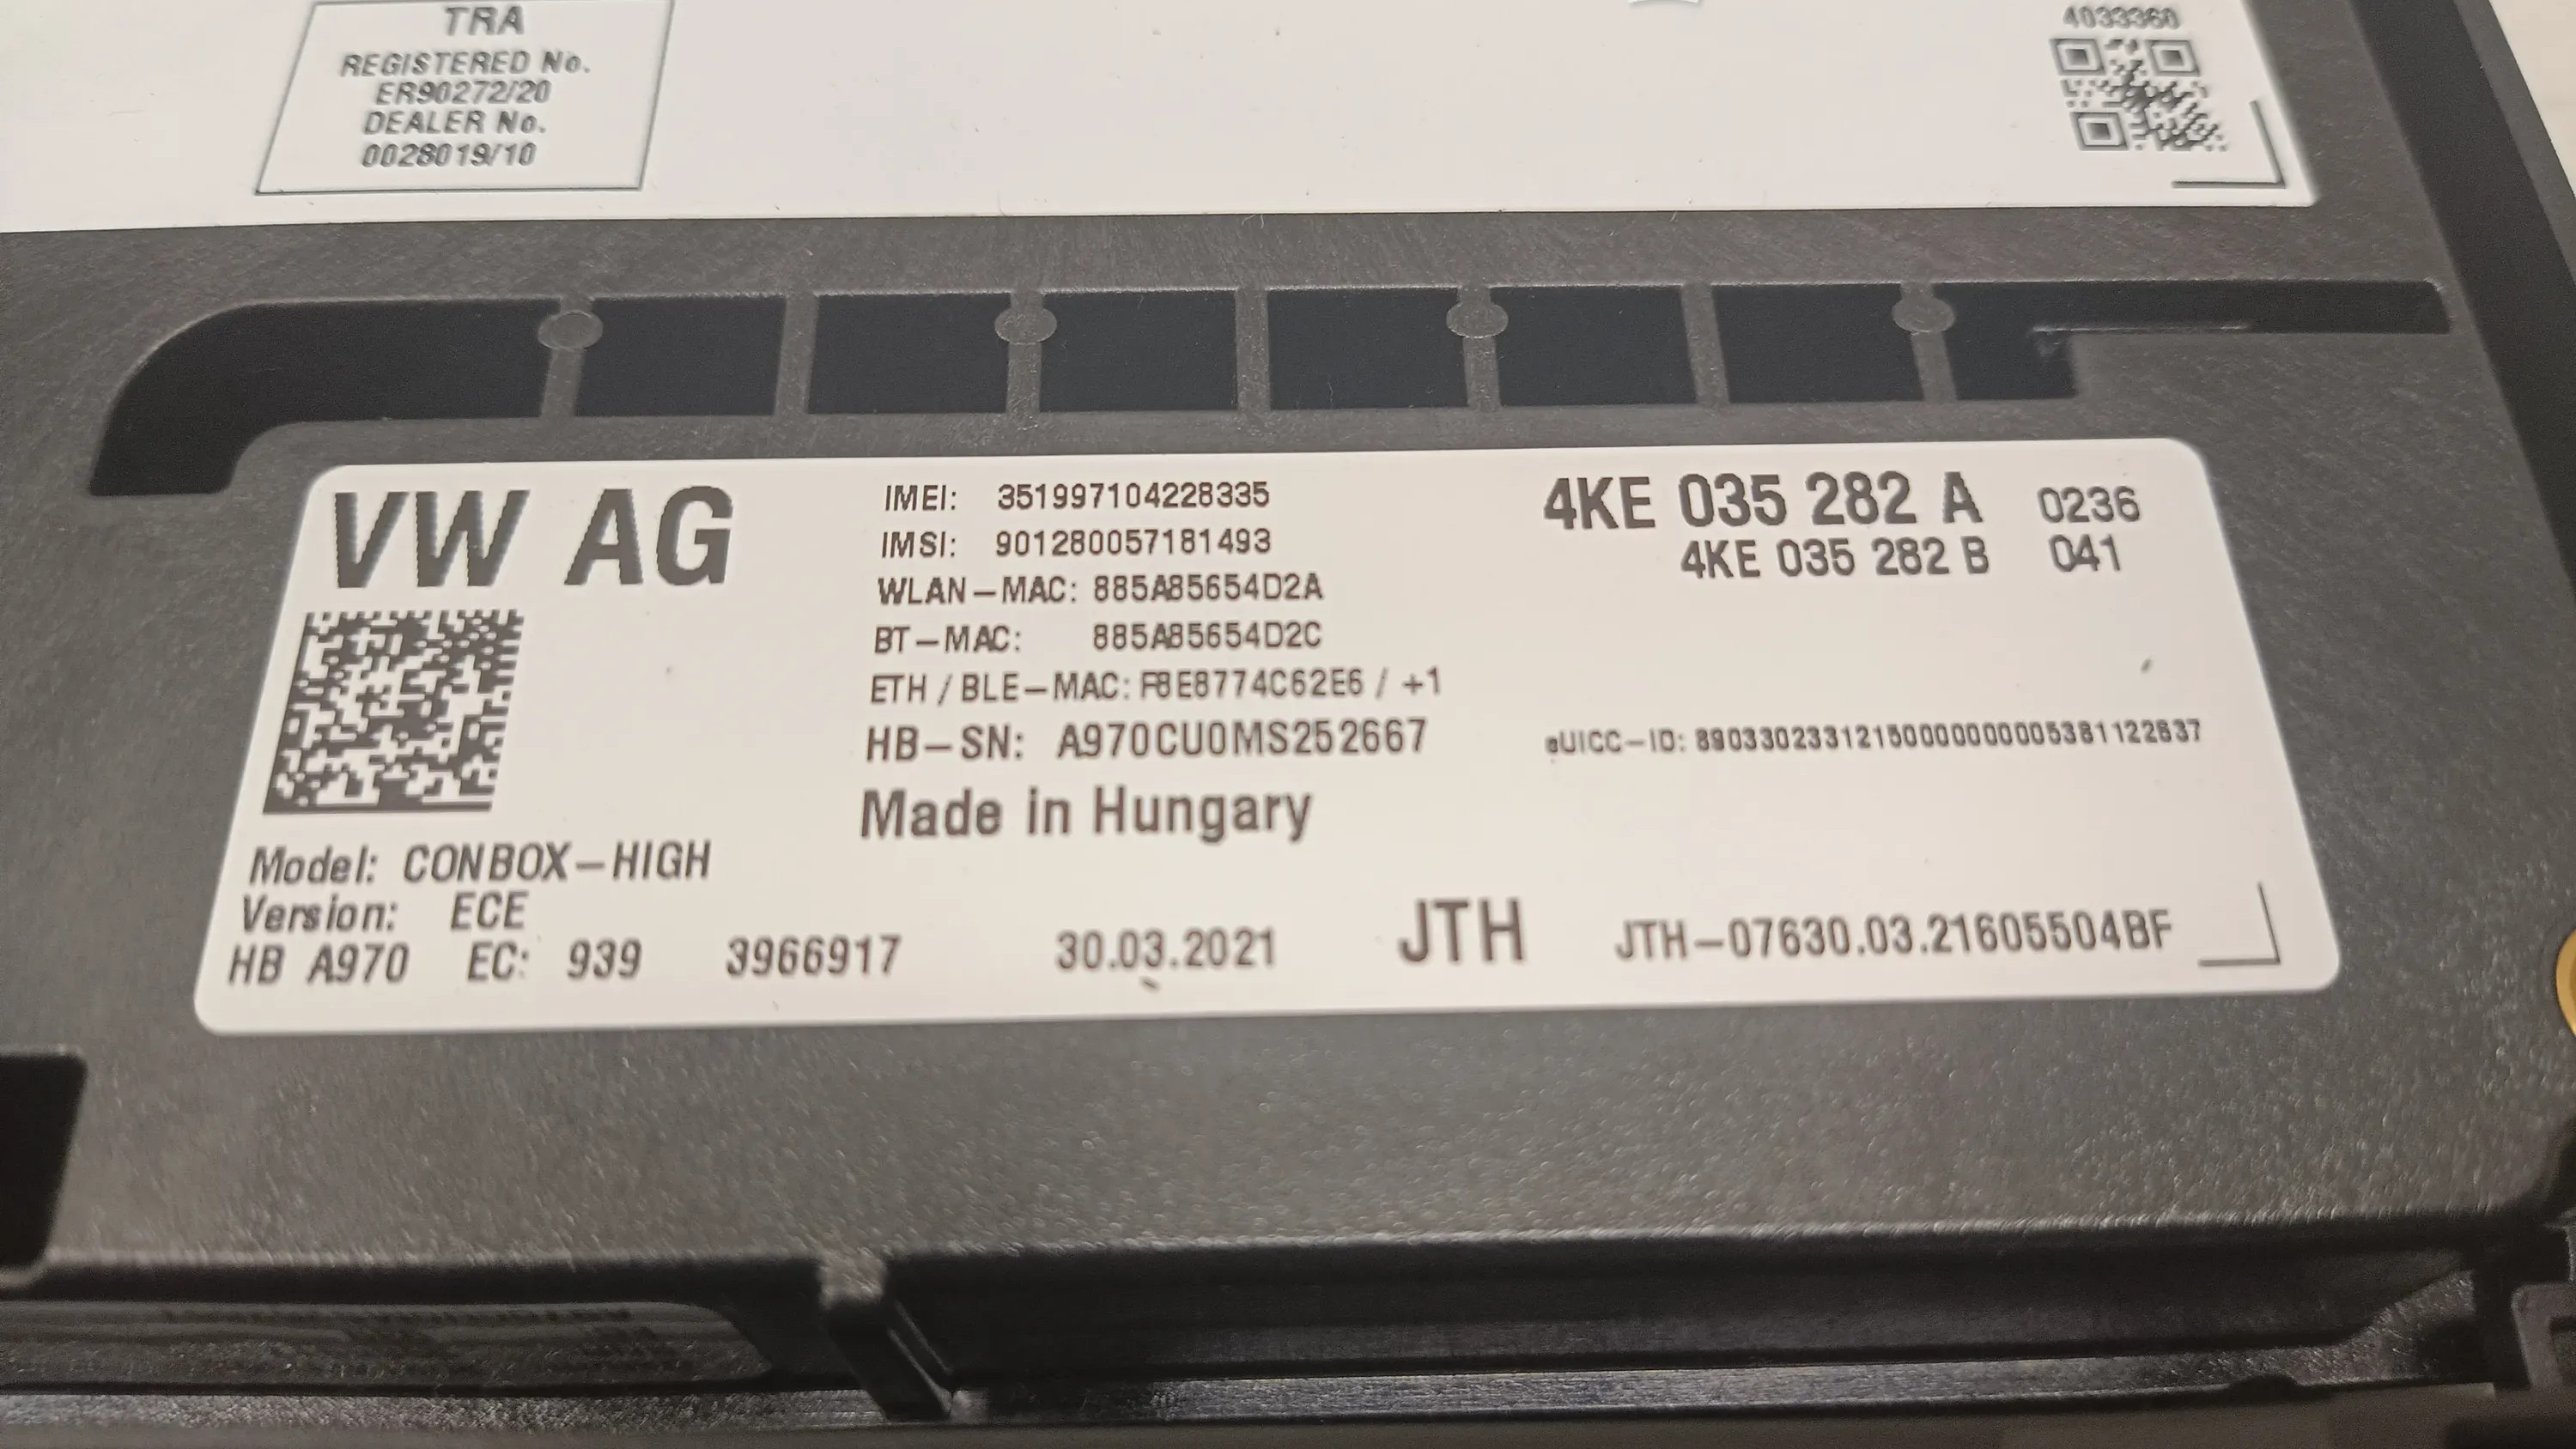 TRA
REGISTERED No.
ER90272/20
DEALER No.
0028019/10
4033360
VW AG
IMEI: 351997104228335
IMSI: 901280057181493
WLAN-MAC: 885A85654D2A
BT-MAC: 885A85654D2C
ETH / BLE-MAC: F8E8774C62E6 / +1
HB-SN: A970CU0MS252667
Made in Hungary
4KE 035 282 A 0236
4KE 035 282 B 041
eUICC-ID: 89033023312150000000005381122637
Model: CONBOX-HIGH
Version: ECE
HB A970 EC: 939 3966917 30.03.2021 JTH JTH-07630.03.21605504BF